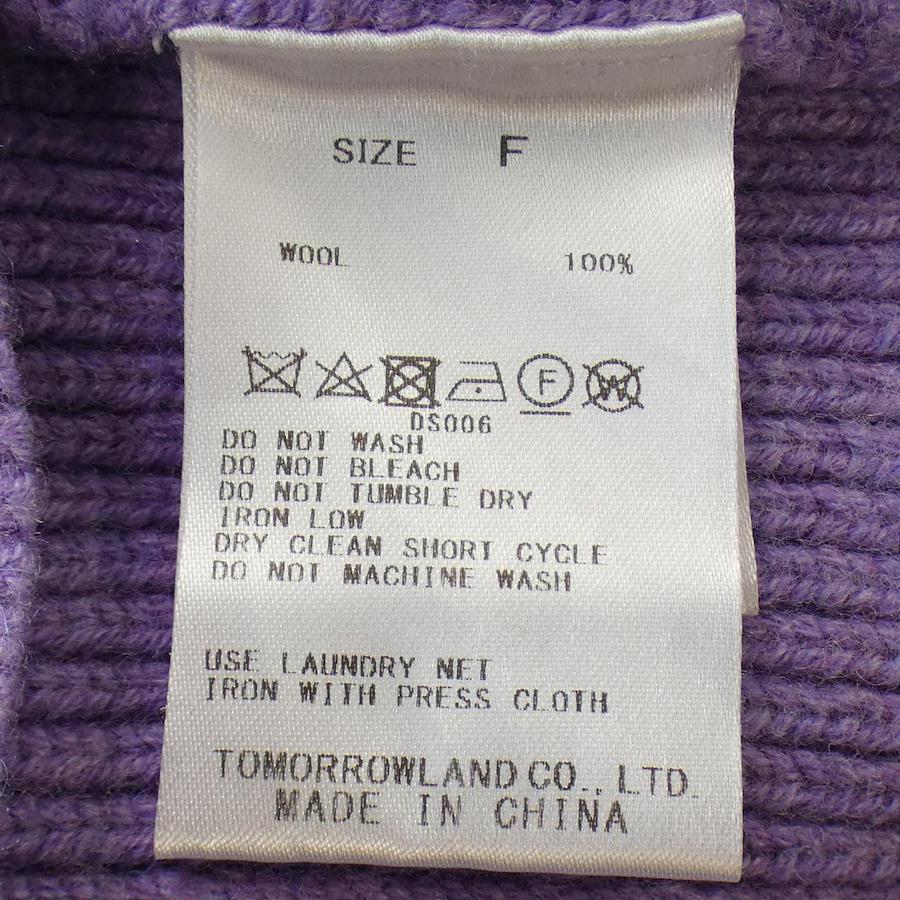 SIZE F
WOOL 100%
F W
DS006
DO NOT WASH
DO NOT BLEACH
DO NOT TUMBLE DRY
IRON LOW
DRY CLEAN SHORT CYCLE
DO NOT MACHINE WASH
USE LAUNDRY NET
IRON WITH PRESS CLOTH
TOMORROWLAND CO., LTD.
MADE IN CHINA